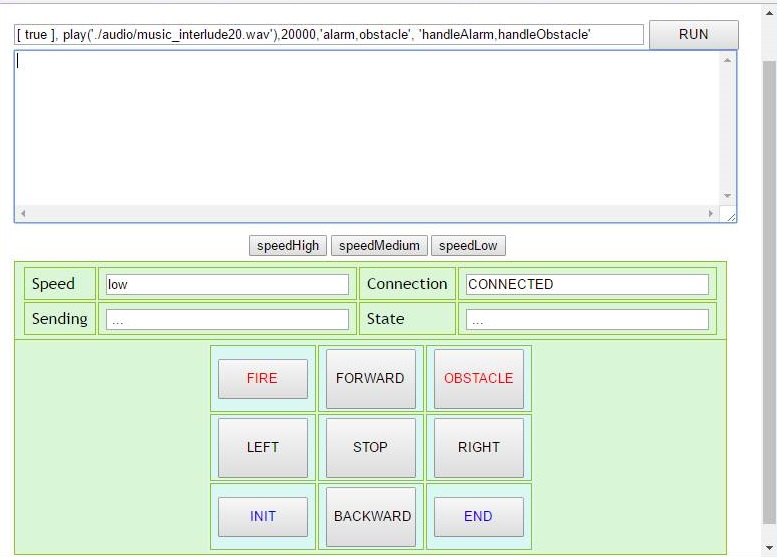 [ true ], play('./audio/music_interlude20.wav'),20000,'alarm,obstacle', 'handleAlarm,handleObstacle' RUN
speedHigh speedMedium speedLow
Speed low Connection CONNECTED
Sending ... State ...
FIRE FORWARD OBSTACLE
LEFT STOP RIGHT
INIT BACKWARD END